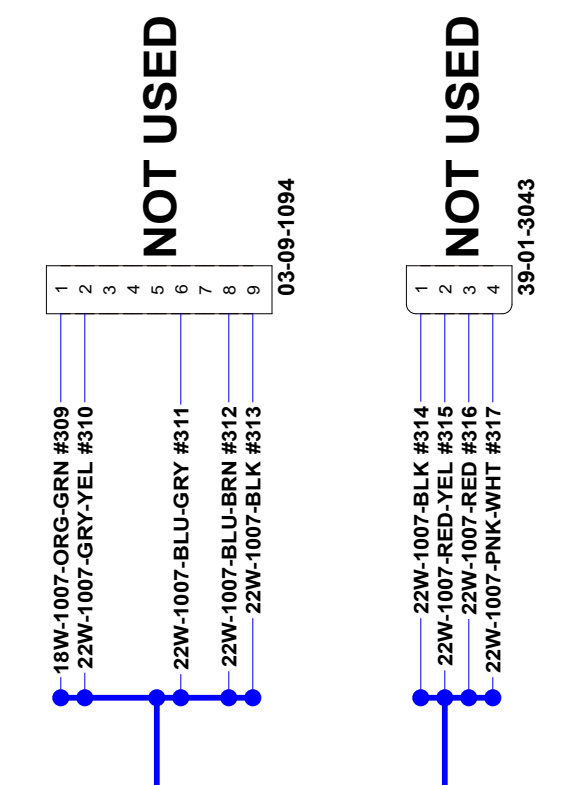 NOT USED
03-09-1094
1
2
3
4
5
6
7
8
9
18W-1007-ORG-GRN #309
22W-1007-GRY-YEL #310
22W-1007-BLU-GRY #311
22W-1007-BLU-BRN #312
22W-1007-BLK #313
NOT USED
39-01-3043
1
2
3
4
22W-1007-BLK #314
22W-1007-RED-YEL #315
22W-1007-RED #316
22W-1007-PNK-WHT #317